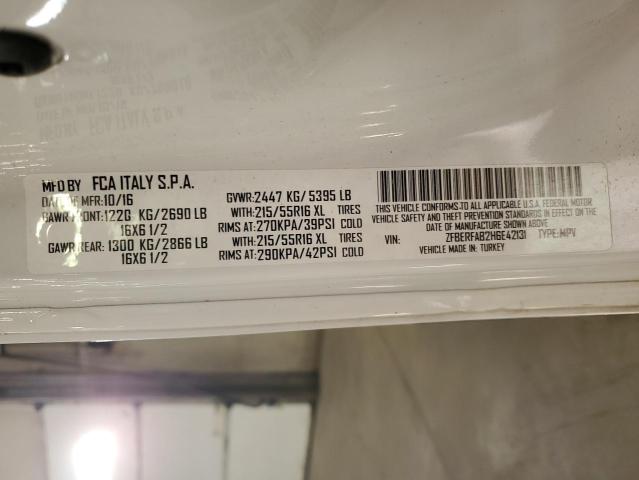 MFD BY FCA ITALY S.P.A.
DATE OF MFR:10/16 GVWR:2447 KG/ 5395 LB
GAWR FRONT:1220 KG/2690 LB WITH:215/55R16 XL TIRES
16X6 1/2 RIMS AT:270KPA/39PSI COLD
GAWR REAR: 1300 KG/2866 LB WITH:215/55R16 XL TIRES
16X6 1/2 RIMS AT:290KPA/42PSI COLD
THIS VEHICLE CONFORMS TO ALL APPLICABLE U.S.A. FEDERAL MOTOR
VEHICLE SAFETY STANDARDS IN EFFECT
ON THE DATE OF MANUFACTURE SHOWN ABOVE
VIN: ZFBERFAB2H6E42131 TYPE:MPV
VEHICLE MADE IN: TURKEY